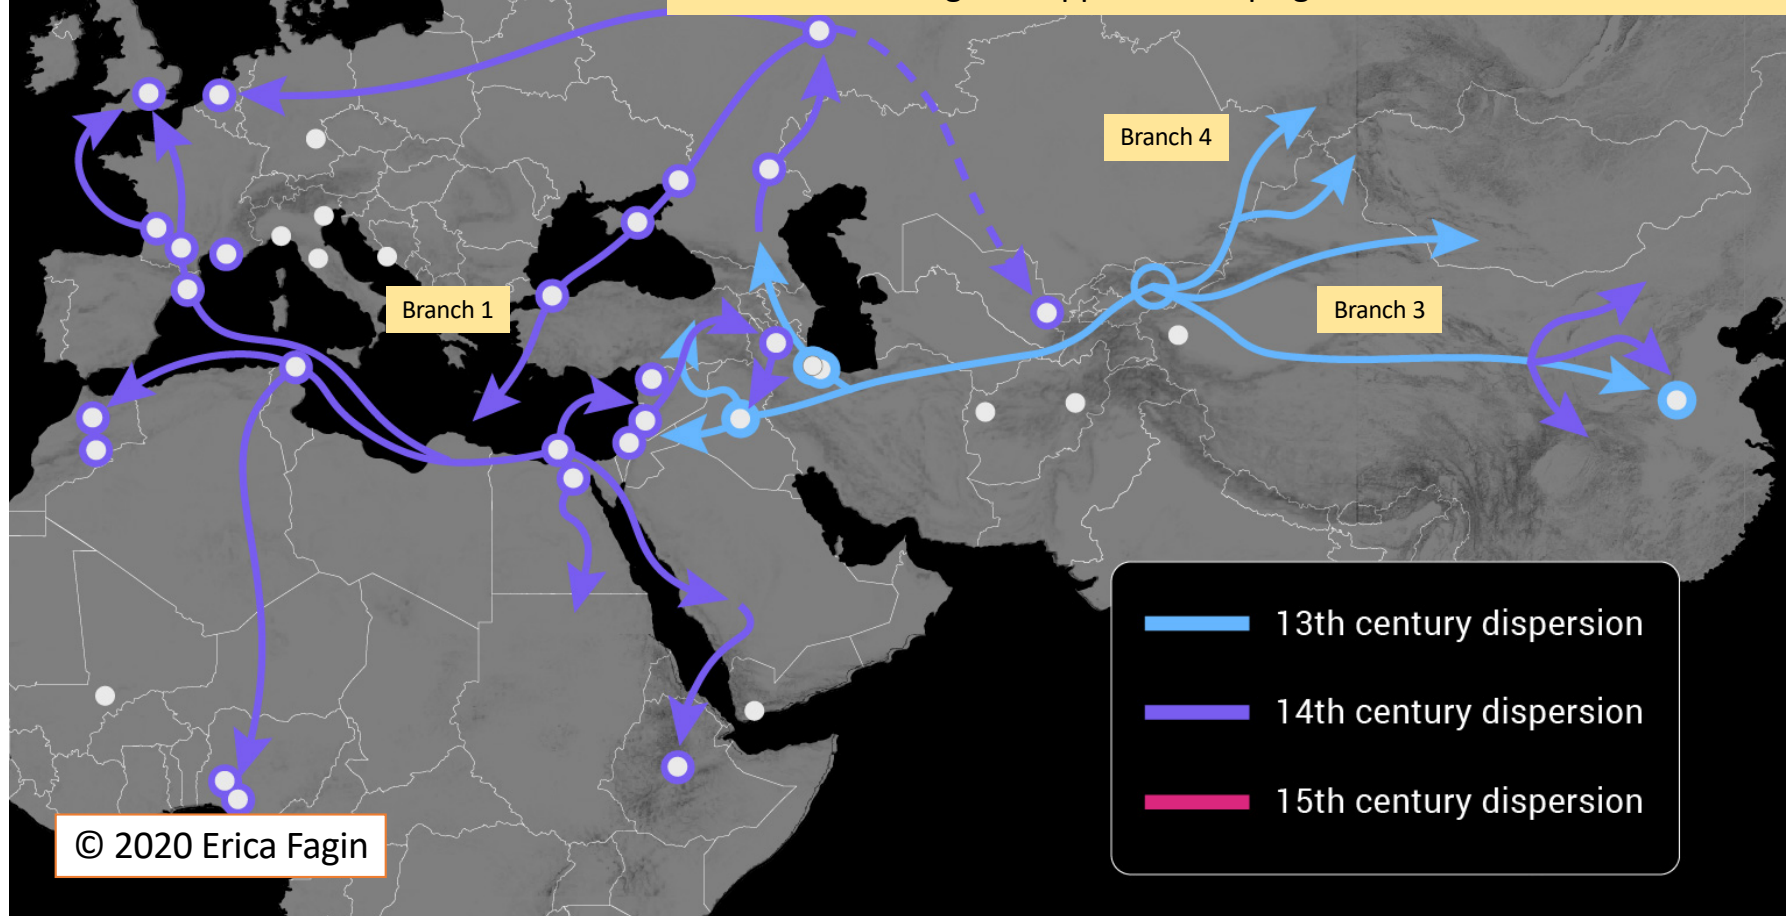 Branch 4
Branch 1
Branch 3
13th century dispersion
14th century dispersion
15th century dispersion
© 2020 Erica Fagin